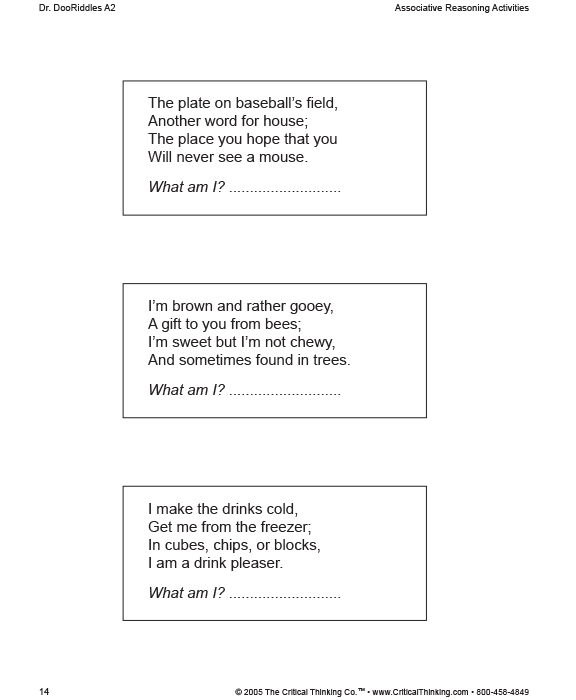 Dr. DooRiddles A2
Associative Reasoning Activities
The plate on baseball’s field,
Another word for house;
The place you hope that you
Will never see a mouse.
What am I? ...........................
I’m brown and rather gooey,
A gift to you from bees;
I’m sweet but I’m not chewy,
And sometimes found in trees.
What am I? ...........................
I make the drinks cold,
Get me from the freezer;
In cubes, chips, or blocks,
I am a drink pleaser.
What am I? ...........................
14
© 2005 The Critical Thinking Co.™ • www.CriticalThinking.com • 800-458-4849